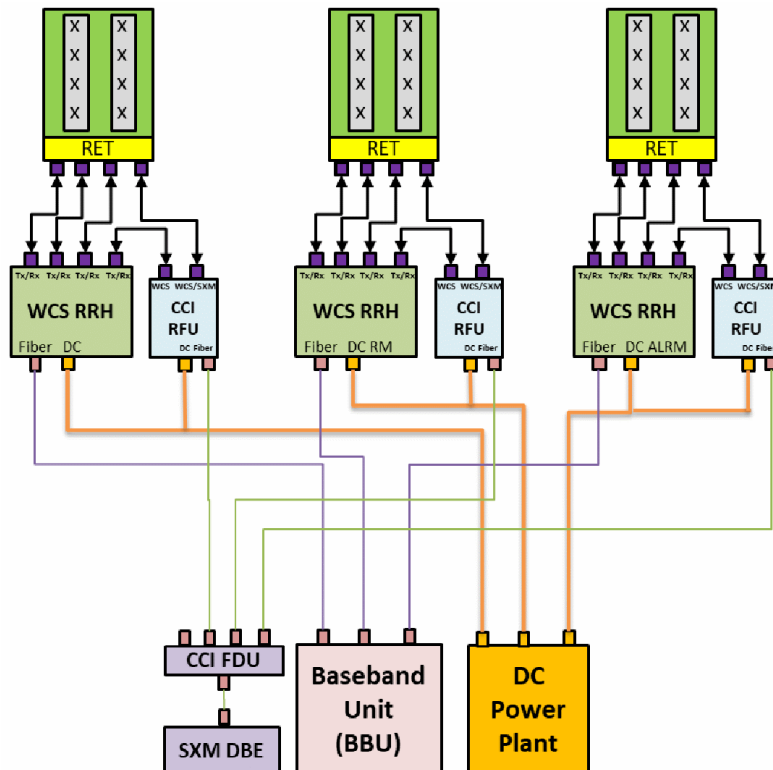 X X X X X X
X X X X X X
X X X X X X
X X X X X X
RET RET RET
Tx/Rx Tx/Rx Tx/Rx Tx/Rx WCS WCS/SXM Tx/Rx Tx/Rx Tx/Rx Tx/Rx WCS WCS/SXM Tx/Rx Tx/Rx Tx/Rx Tx/Rx WCS WCS/SXM
WCS RRH CCI WCS RRH CCI WCS RRH CCI
RFU RFU RFU
Fiber DC DC Fiber Fiber DC RM DC Fiber Fiber DC ALRM DC Fiber
CCI FDU
Baseband
Unit
(BBU)
DC
Power
Plant
SXM DBE